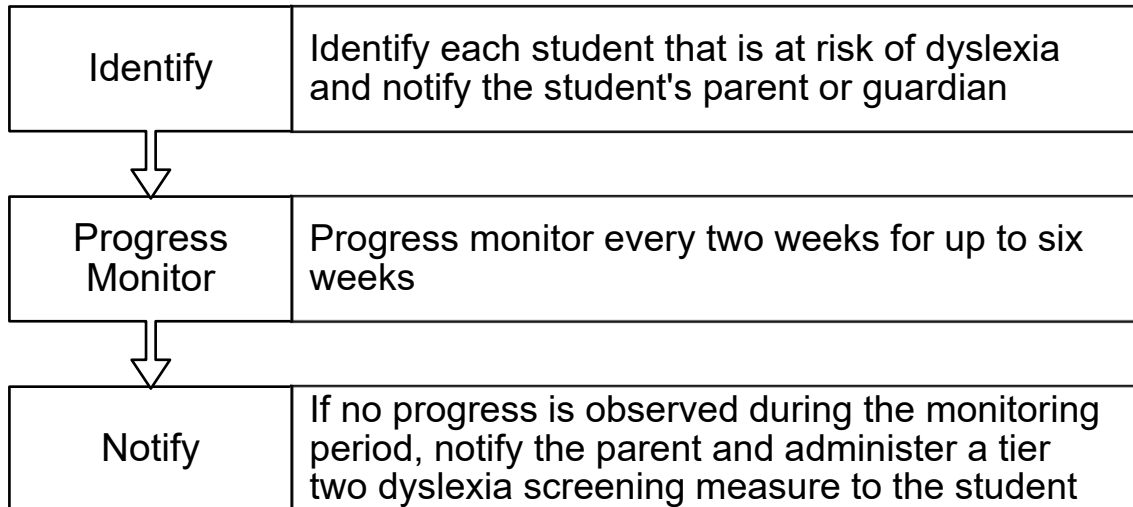 Identify
Identify each student that is at risk of dyslexia
and notify the student's parent or guardian
Progress
Monitor
Progress monitor every two weeks for up to six
weeks
Notify
If no progress is observed during the monitoring
period, notify the parent and administer a tier
two dyslexia screening measure to the student